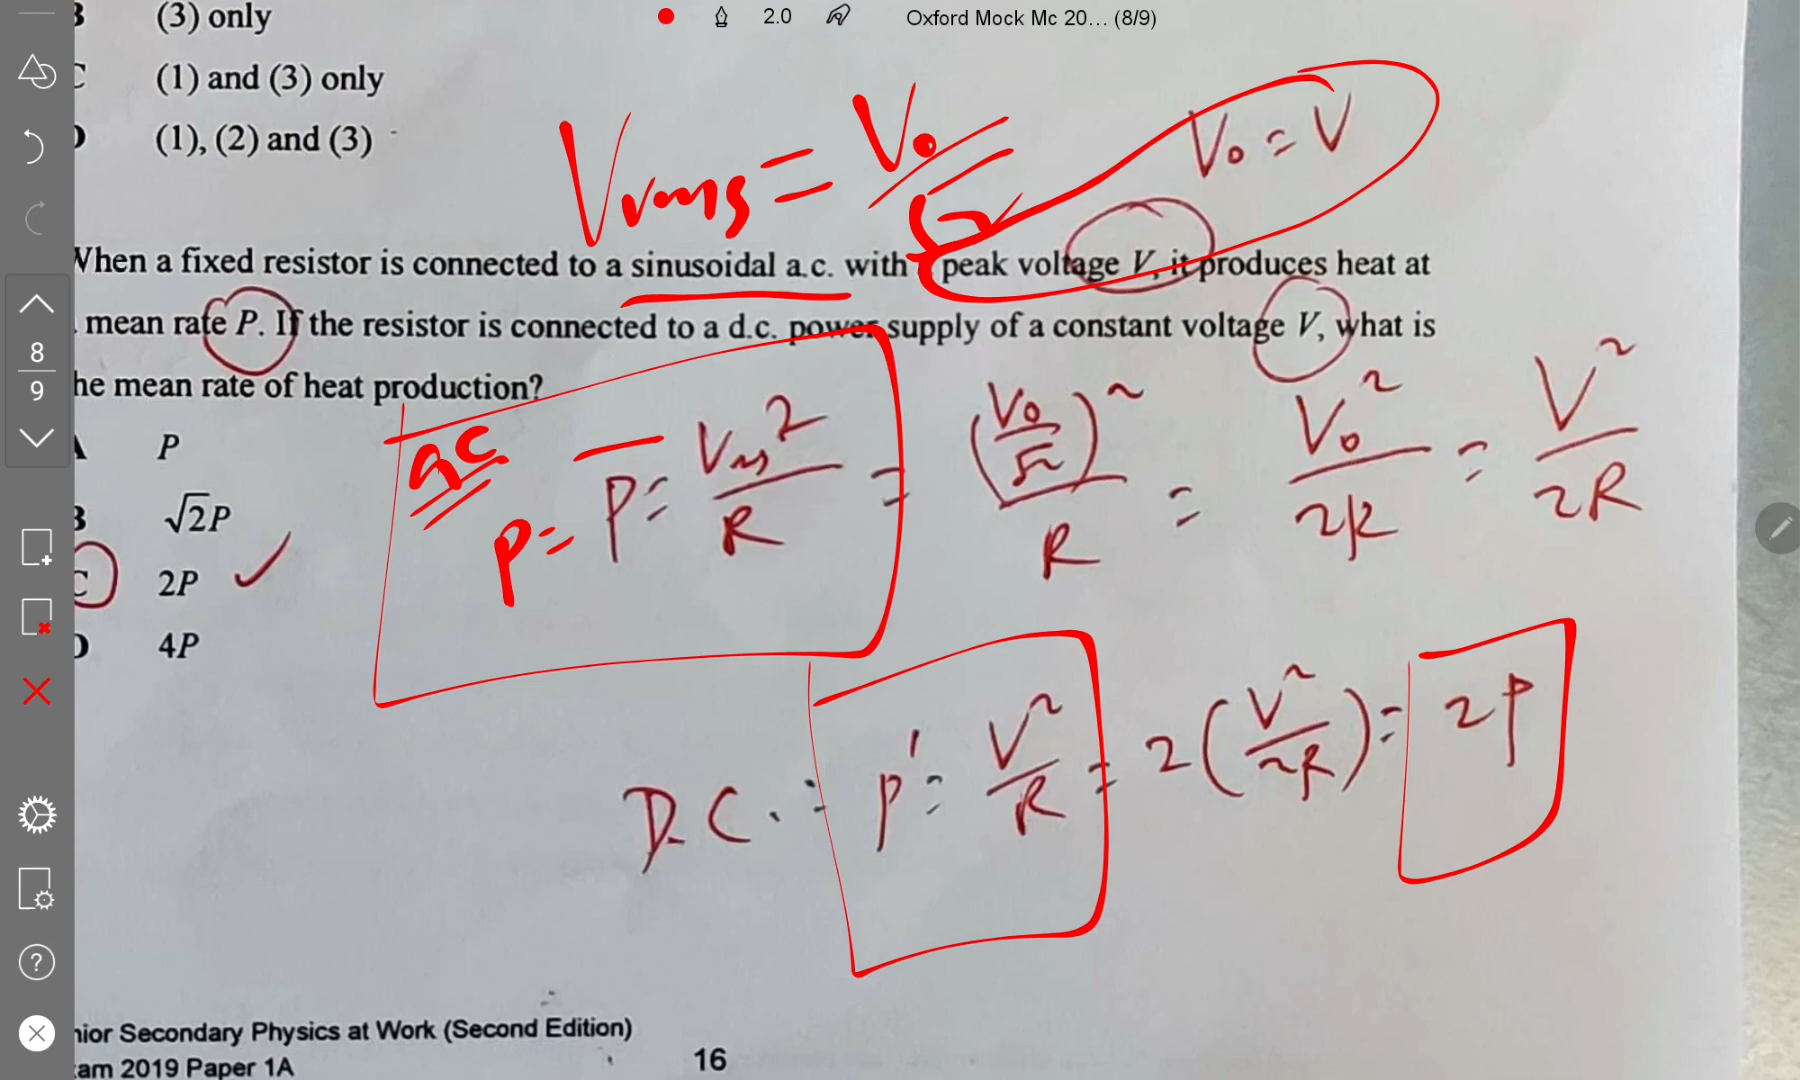 2.0 Oxford Mock Mc 20... (8/9)
(3) only
(1) and (3) only
(1), (2) and (3)
Vrms = V₀/√2
V₀ = V
When a fixed resistor is connected to a sinusoidal a.c. with peak voltage V, it produces heat at
mean rate P. If the resistor is connected to a d.c. power supply of a constant voltage V, what is
he mean rate of heat production?
P
√2P
C 2P ✓
4P
ac
P = P = Vrms²/R = (V₀/√2)²/R = V₀²/2R = V²/2R
D.C. : P' = V²/R = 2(V²/2R) = 2P
8
9
nior Secondary Physics at Work (Second Edition)
am 2019 Paper 1A
16